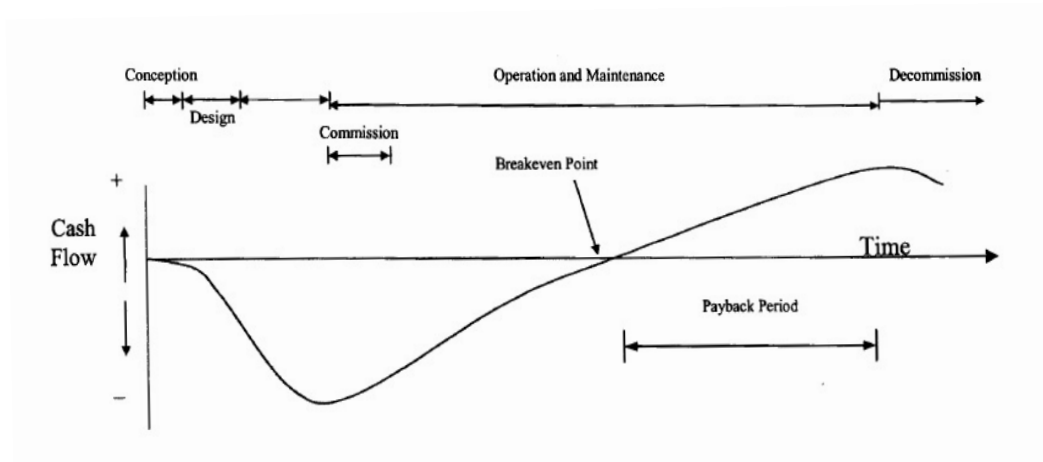 Conception
Operation and Maintenance
Decommission
Design
Commission
Breakeven Point
+
Cash
Flow
Time
Payback Period
−